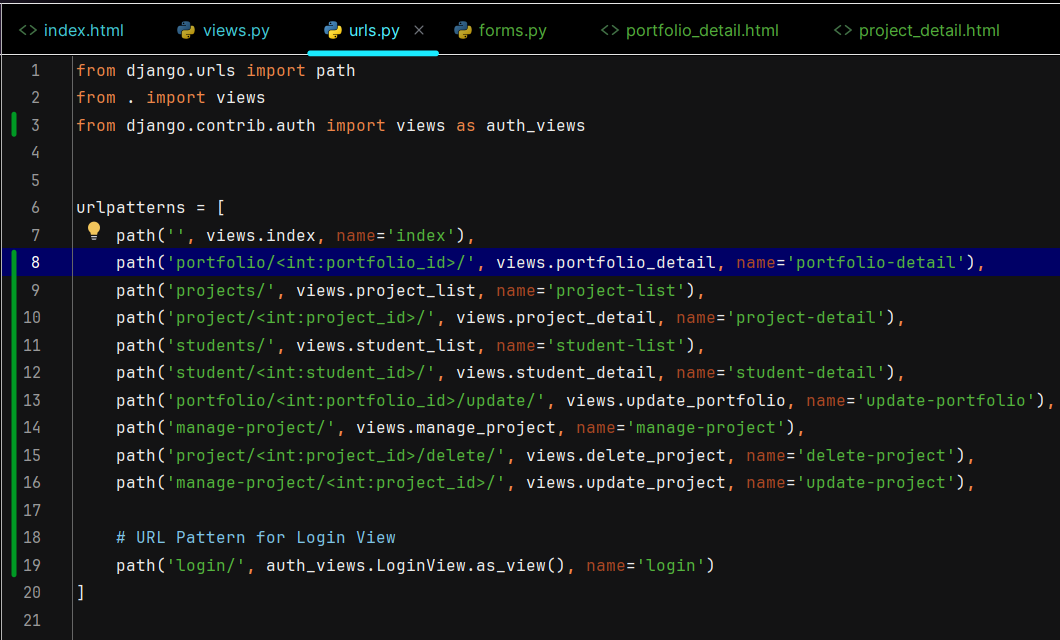 <> index.html views.py urls.py × forms.py <> portfolio_detail.html <> project_detail.html
1 from django.urls import path
2 from . import views
3 from django.contrib.auth import views as auth_views
4
5
6 urlpatterns = [
7 path('', views.index, name='index'),
8 path('portfolio/<int:portfolio_id>/', views.portfolio_detail, name='portfolio-detail'),
9 path('projects/', views.project_list, name='project-list'),
10 path('project/<int:project_id>/', views.project_detail, name='project-detail'),
11 path('students/', views.student_list, name='student-list'),
12 path('student/<int:student_id>/', views.student_detail, name='student-detail'),
13 path('portfolio/<int:portfolio_id>/update/', views.update_portfolio, name='update-portfolio'),
14 path('manage-project/', views.manage_project, name='manage-project'),
15 path('project/<int:project_id>/delete/', views.delete_project, name='delete-project'),
16 path('manage-project/<int:project_id>/', views.update_project, name='update-project'),
17
18 # URL Pattern for Login View
19 path('login/', auth_views.LoginView.as_view(), name='login')
20 ]
21